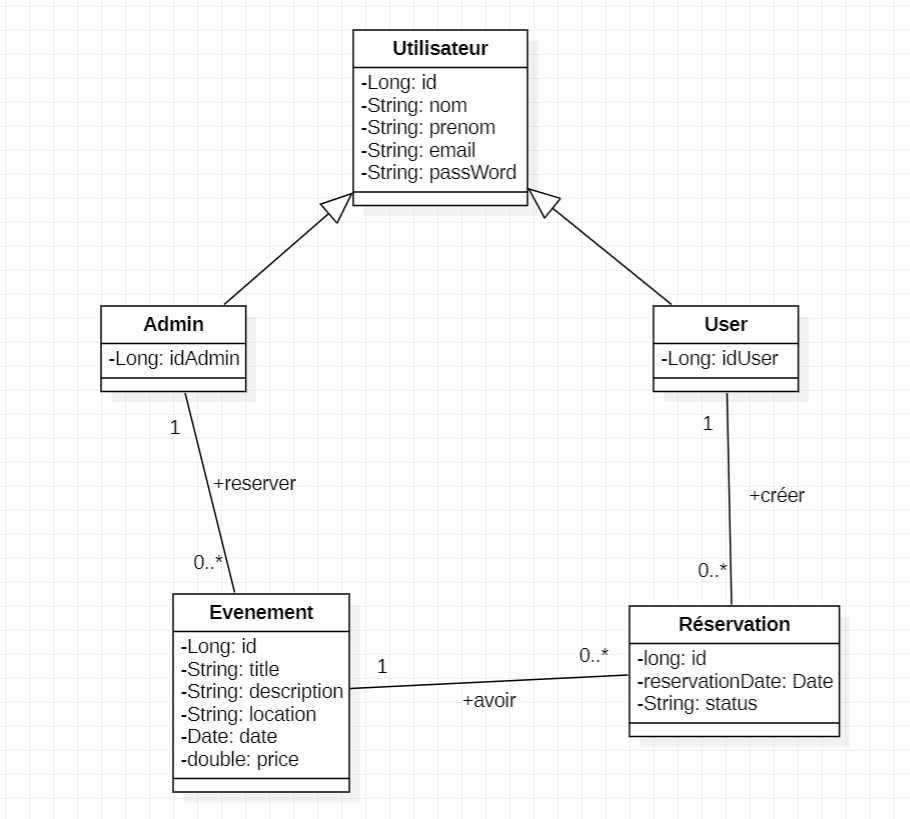 Utilisateur
-Long: id
-String: nom
-String: prenom
-String: email
-String: passWord
Admin
-Long: idAdmin
User
-Long: idUser
1
+reserver
0..*
1
+créer
0..*
Evenement
-Long: id
-String: title
-String: description
-String: location
-Date: date
-double: price
1
+avoir
0..*
Réservation
-long: id
-reservationDate: Date
-String: status